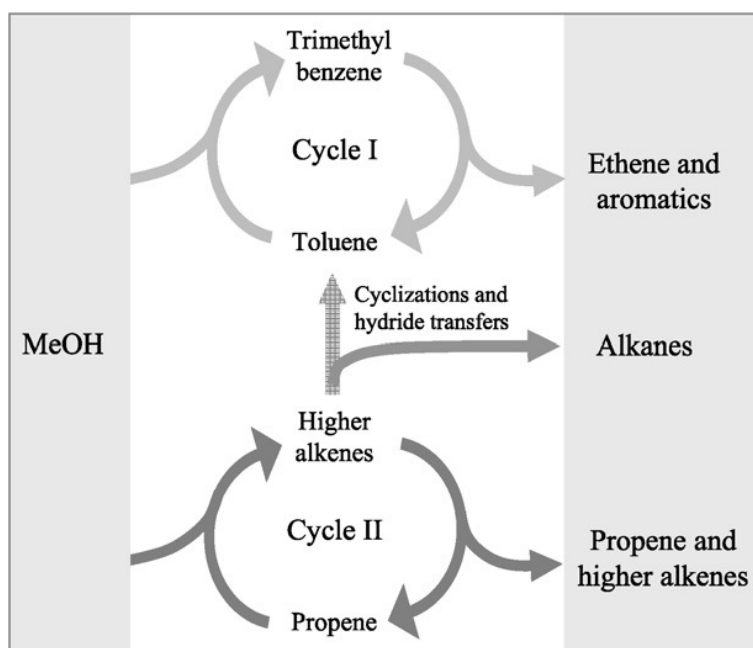 Trimethyl
benzene
Cycle I
Ethene and
aromatics
Toluene
Cyclizations and
hydride transfers
MeOH
Alkanes
Higher
alkenes
Cycle II
Propene and
higher alkenes
Propene